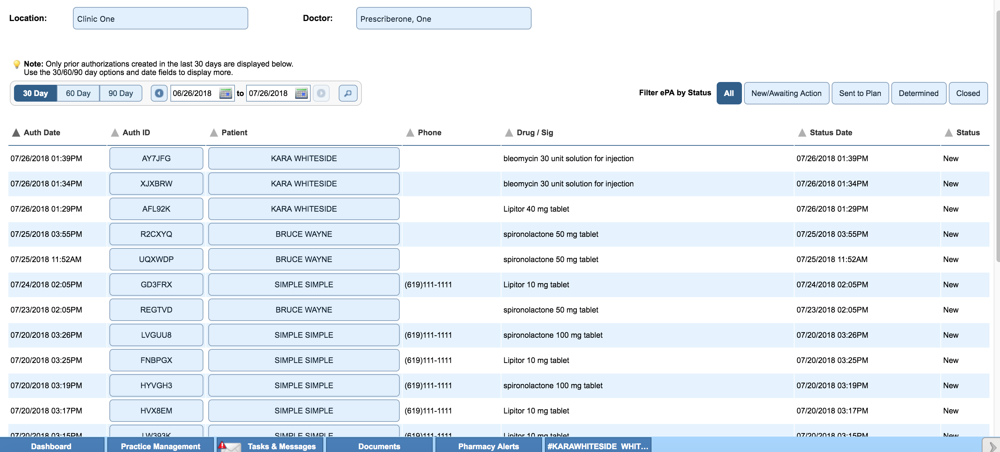 Location: Clinic One Doctor: Prescriberone, One
Note: Only prior authorizations created in the last 30 days are displayed below.
Use the 30/60/90 day options and date fields to display more.
30 Day 60 Day 90 Day 06/26/2018 to 07/26/2018 Filter ePA by Status All New/Awaiting Action Sent to Plan Determined Closed
Auth Date Auth ID Patient Phone Drug / Sig Status Date Status
07/26/2018 01:39PM AY7JFG KARA WHITESIDE bleomycin 30 unit solution for injection 07/26/2018 01:39PM New
07/26/2018 01:34PM XJXBRW KARA WHITESIDE bleomycin 30 unit solution for injection 07/26/2018 01:34PM New
07/26/2018 01:29PM AFL92K KARA WHITESIDE Lipitor 40 mg tablet 07/26/2018 01:29PM New
07/25/2018 03:55PM R2CXYQ BRUCE WAYNE spironolactone 50 mg tablet 07/25/2018 03:55PM New
07/25/2018 11:52AM UQXWDP BRUCE WAYNE spironolactone 50 mg tablet 07/25/2018 11:52AM New
07/24/2018 02:05PM GD3FRX SIMPLE SIMPLE (619)111-1111 Lipitor 10 mg tablet 07/24/2018 02:05PM New
07/23/2018 02:05PM REGTVD BRUCE WAYNE spironolactone 50 mg tablet 07/23/2018 02:05PM New
07/20/2018 03:26PM LVGUU8 SIMPLE SIMPLE (619)111-1111 spironolactone 100 mg tablet 07/20/2018 03:26PM New
07/20/2018 03:25PM FNBPGX SIMPLE SIMPLE (619)111-1111 Lipitor 10 mg tablet 07/20/2018 03:25PM New
07/20/2018 03:19PM HYVGH3 SIMPLE SIMPLE (619)111-1111 spironolactone 100 mg tablet 07/20/2018 03:19PM New
07/20/2018 03:17PM HVX8EM SIMPLE SIMPLE (619)111-1111 Lipitor 10 mg tablet 07/20/2018 03:17PM New
07/20/2018 03:15PM LW393K SIMPLE SIMPLE (619)111-1111 Lipitor 10 mg tablet 07/20/2018 03:15PM New
Dashboard Practice Management Tasks & Messages Documents Pharmacy Alerts #KARAWHITESIDE WHIT...